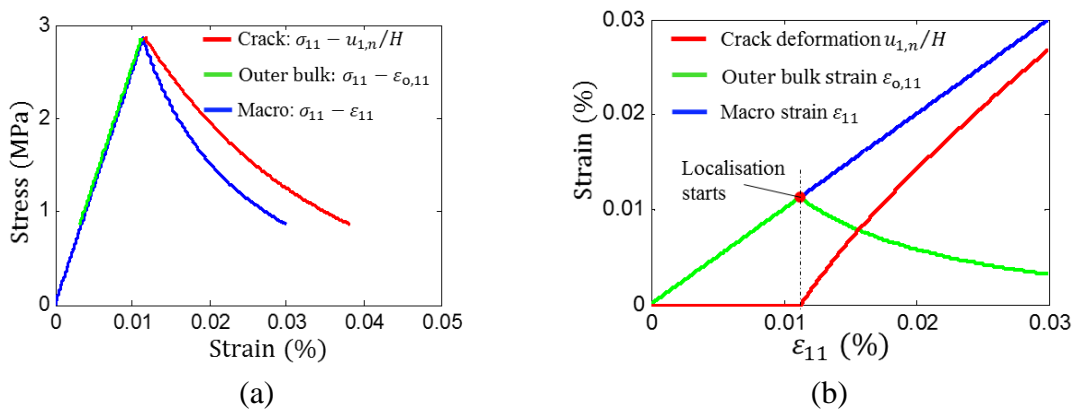 3
2
1
0
Stress (MPa)
Crack: σ₁₁ − u₁,ₙ/H
Outer bulk: σ₁₁ − εₒ,₁₁
Macro: σ₁₁ − ε₁₁
0 0.01 0.02 0.03 0.04 0.05
Strain (%)
(a)
0.03
0.02
0.01
0
Strain (%)
Crack deformation u₁,ₙ/H
Outer bulk strain εₒ,₁₁
Macro strain ε₁₁
Localisation
starts
0 0.01 0.02 0.03
ε₁₁ (%)
(b)